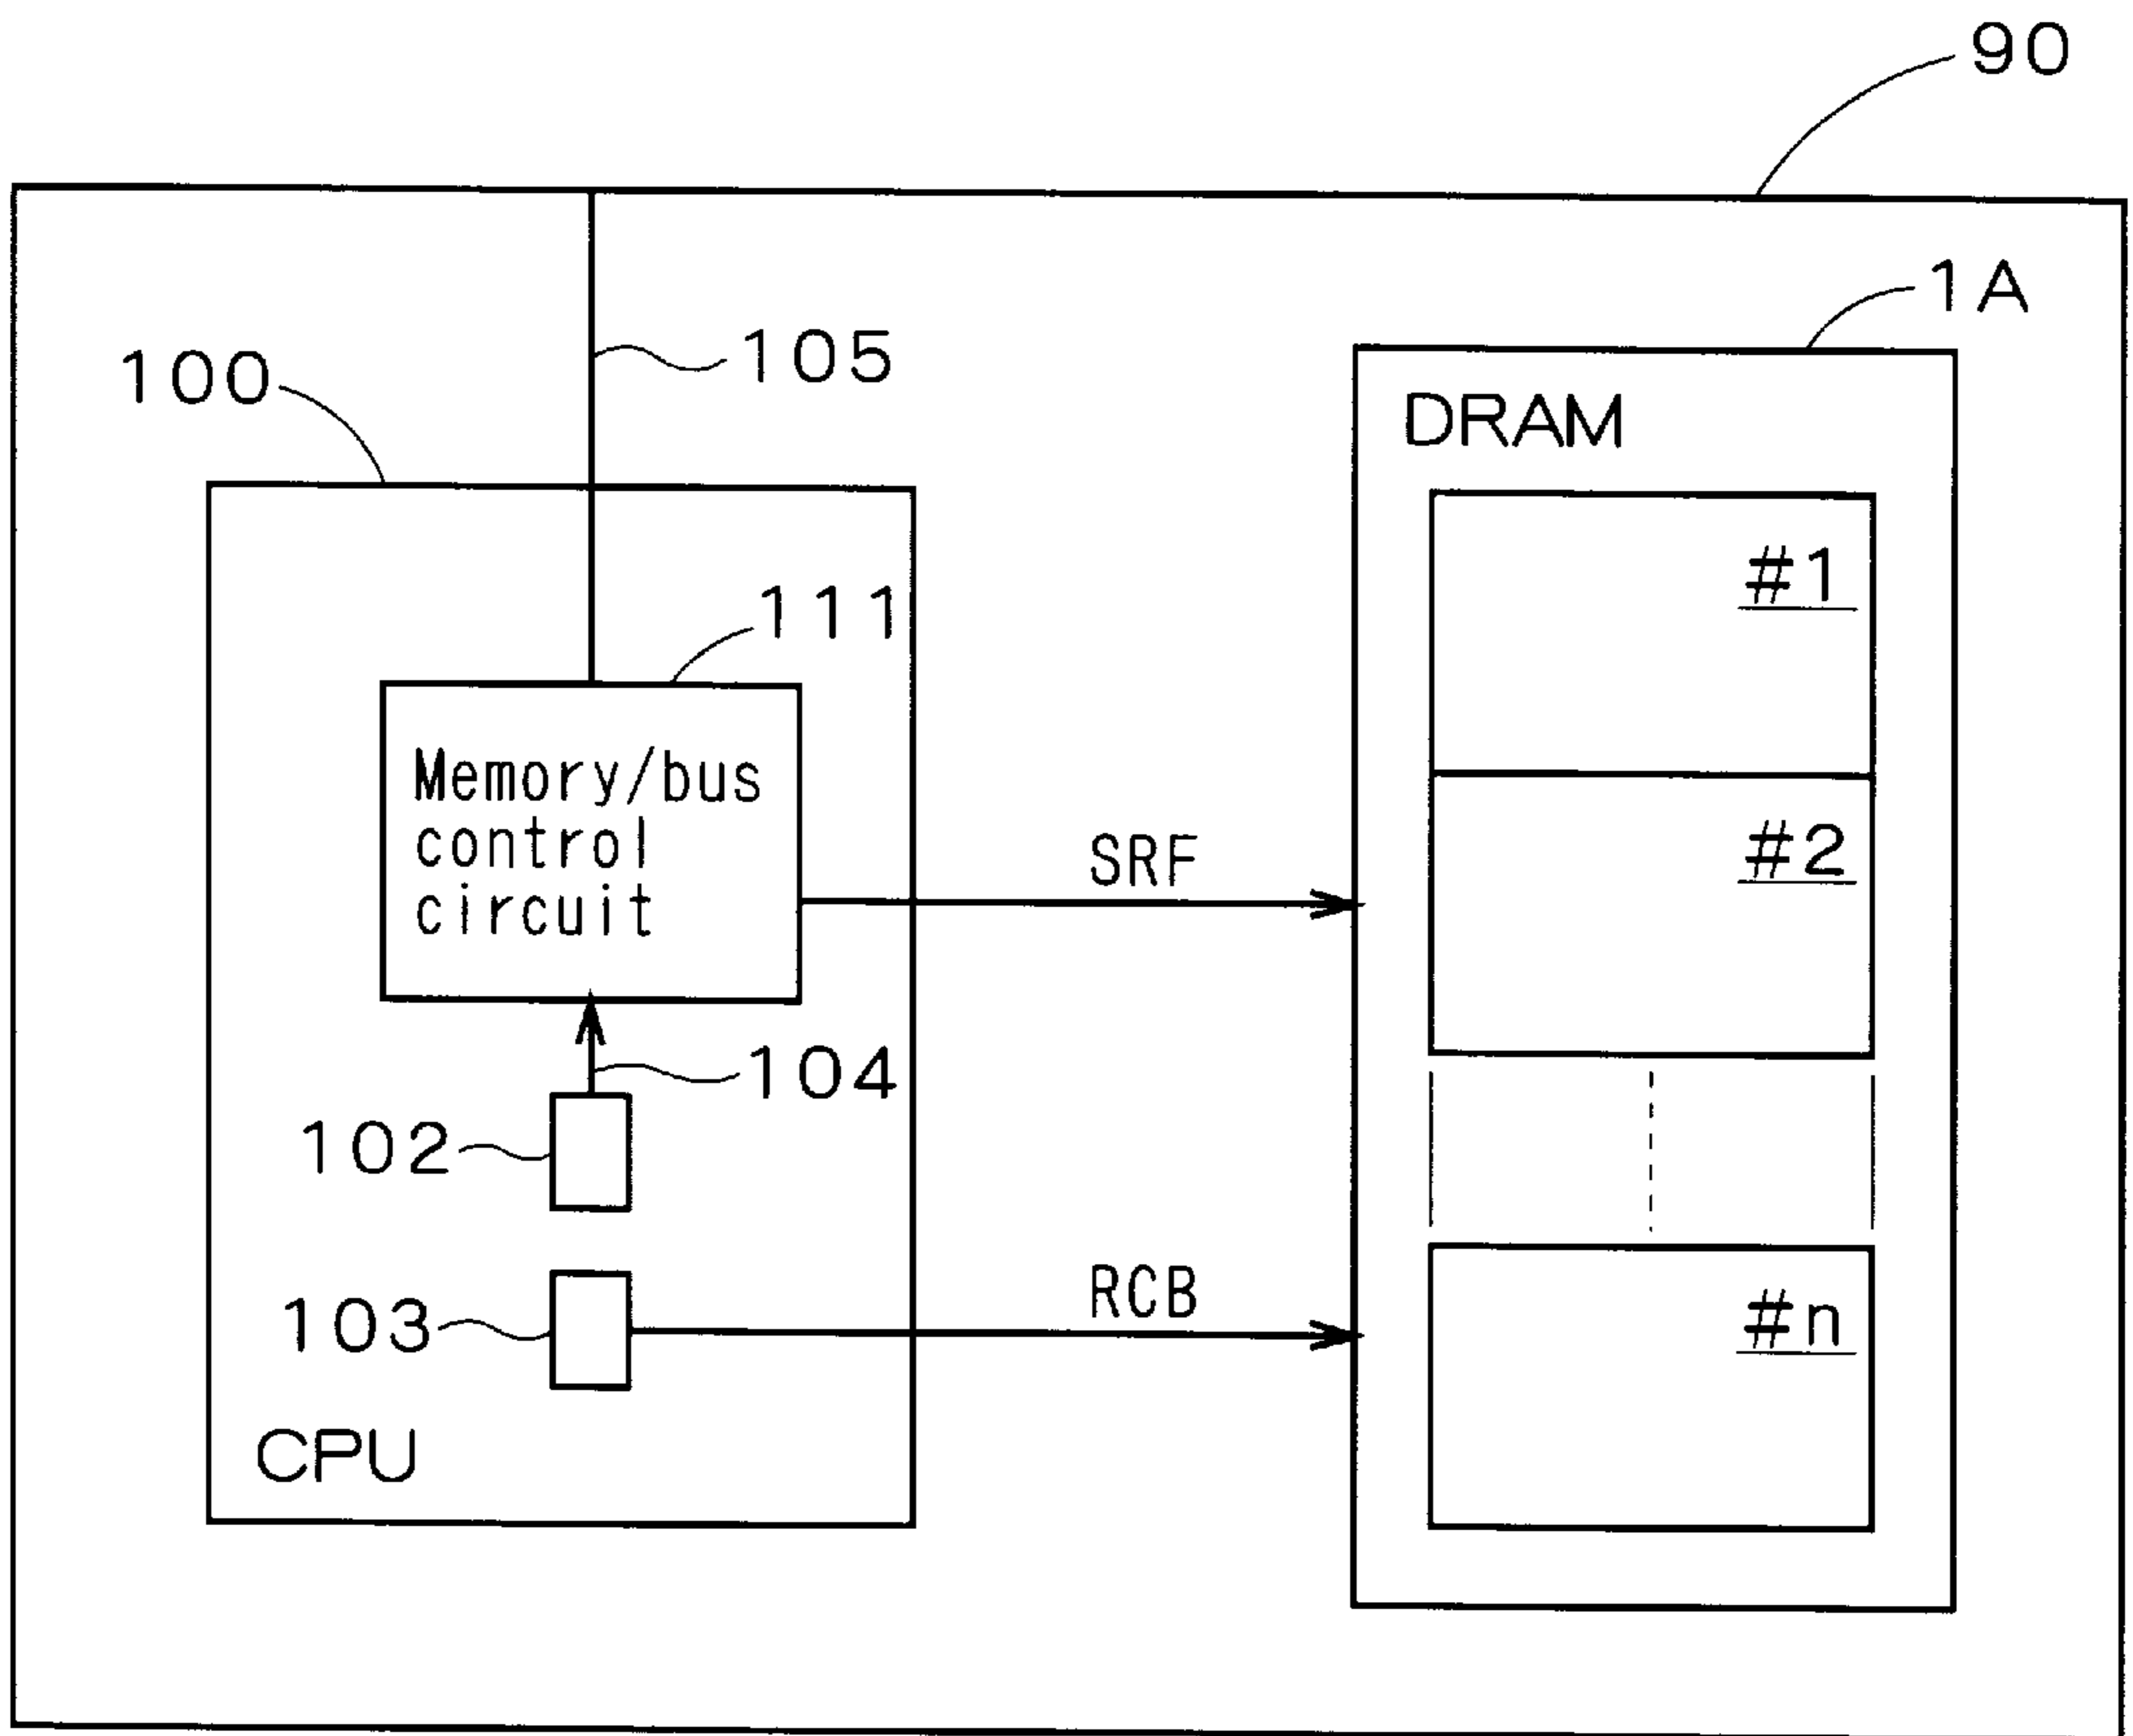 90
1A
105
100
DRAM
#1
111
Memory/bus
control
circuit
SRF
#2
104
102
RCB
#n
103
CPU